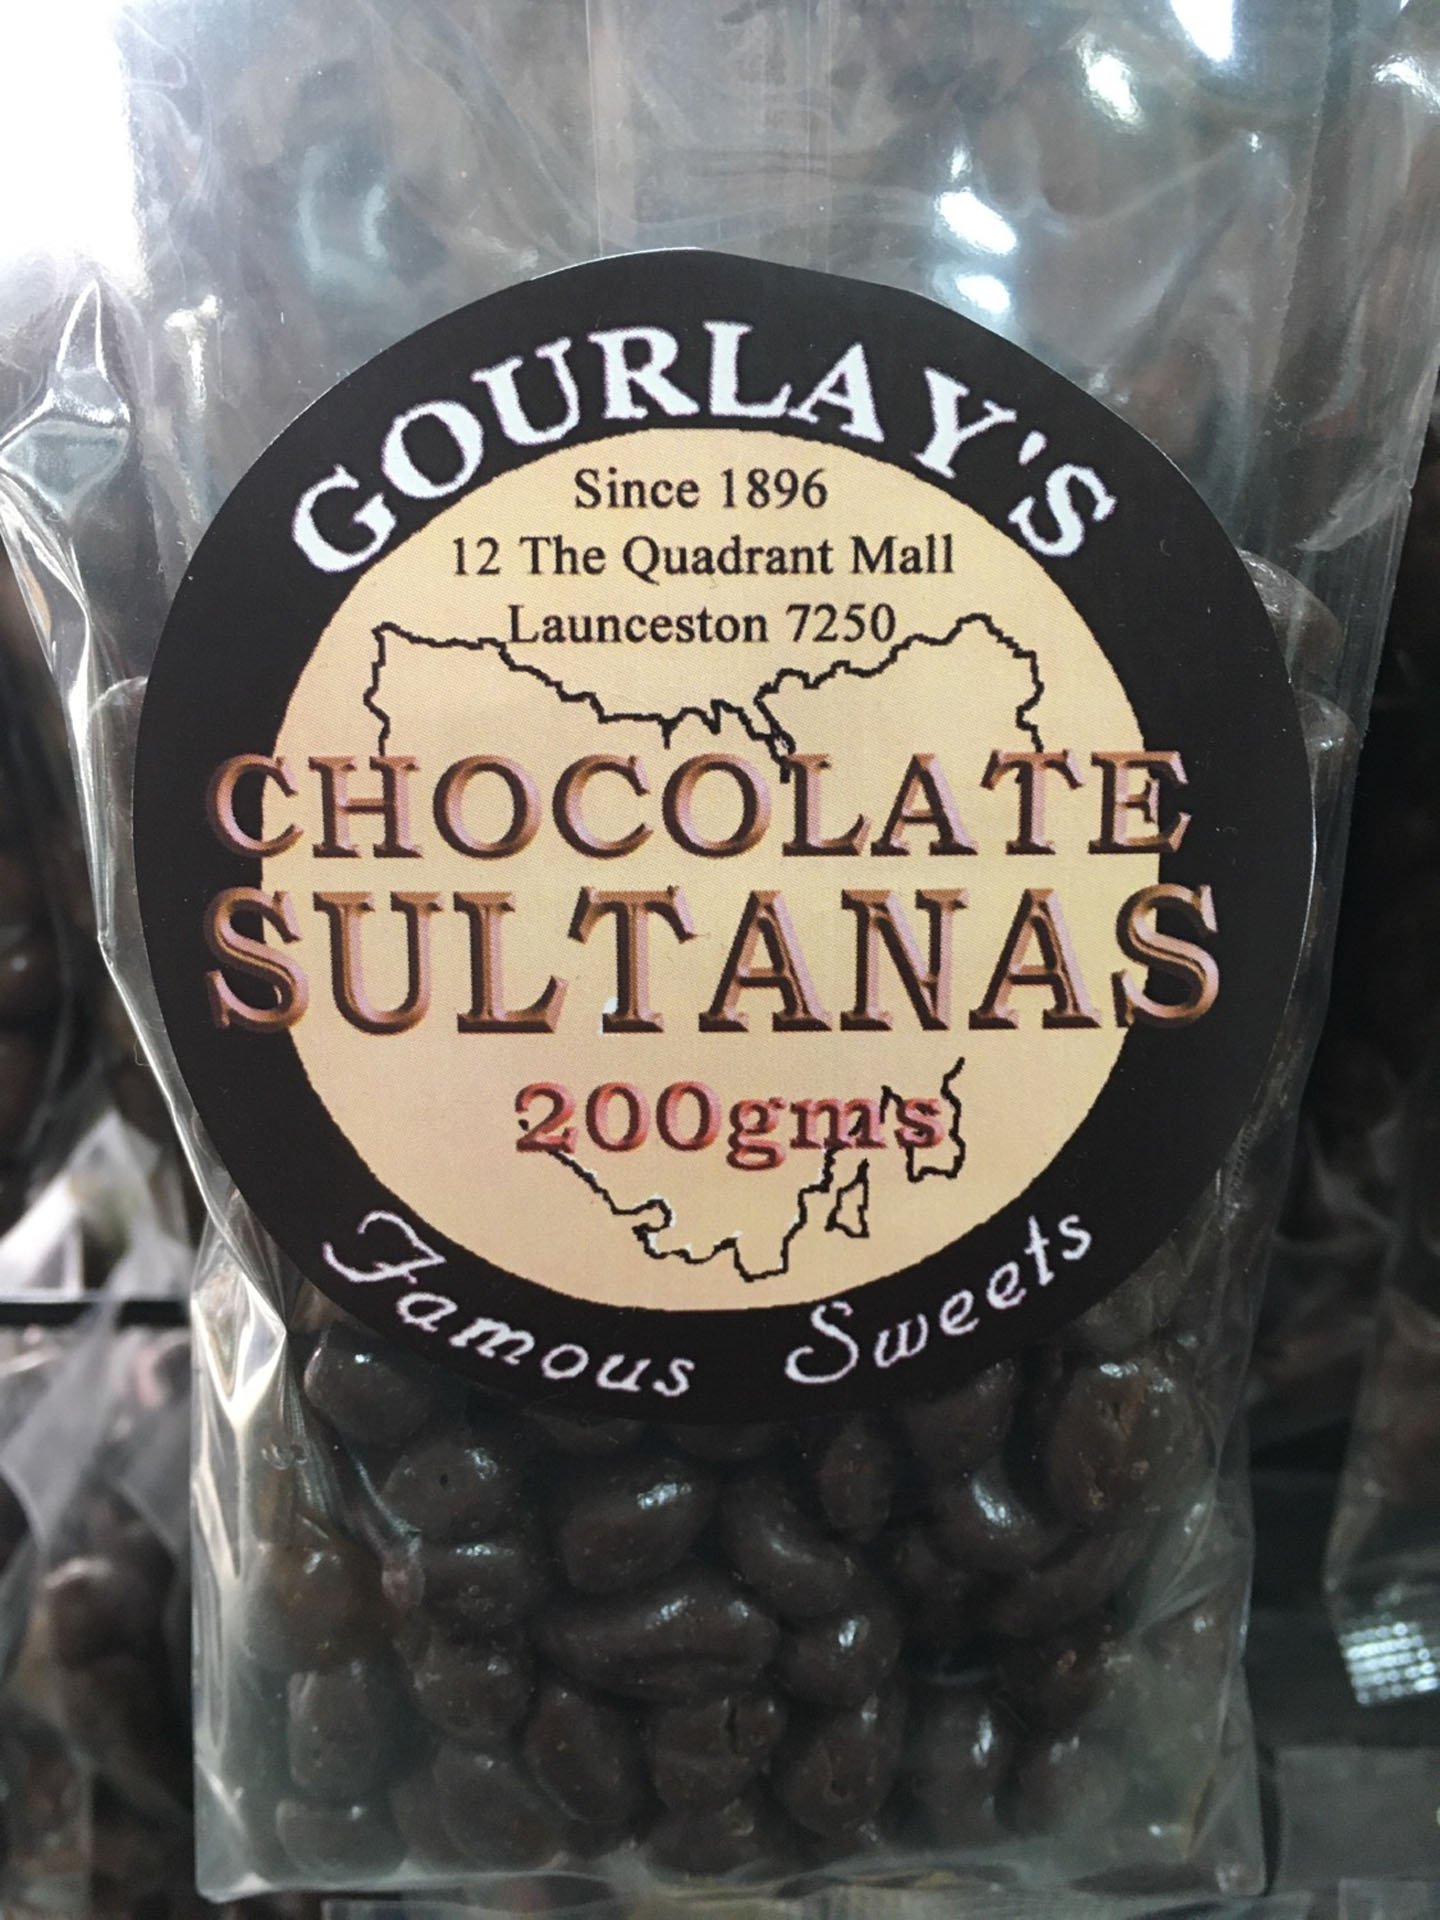 GOURLAY'S
Since 1896
12 The Quadrant Mall
Launceston 7250
CHOCOLATE
SULTANAS
200gms
Famous Sweets